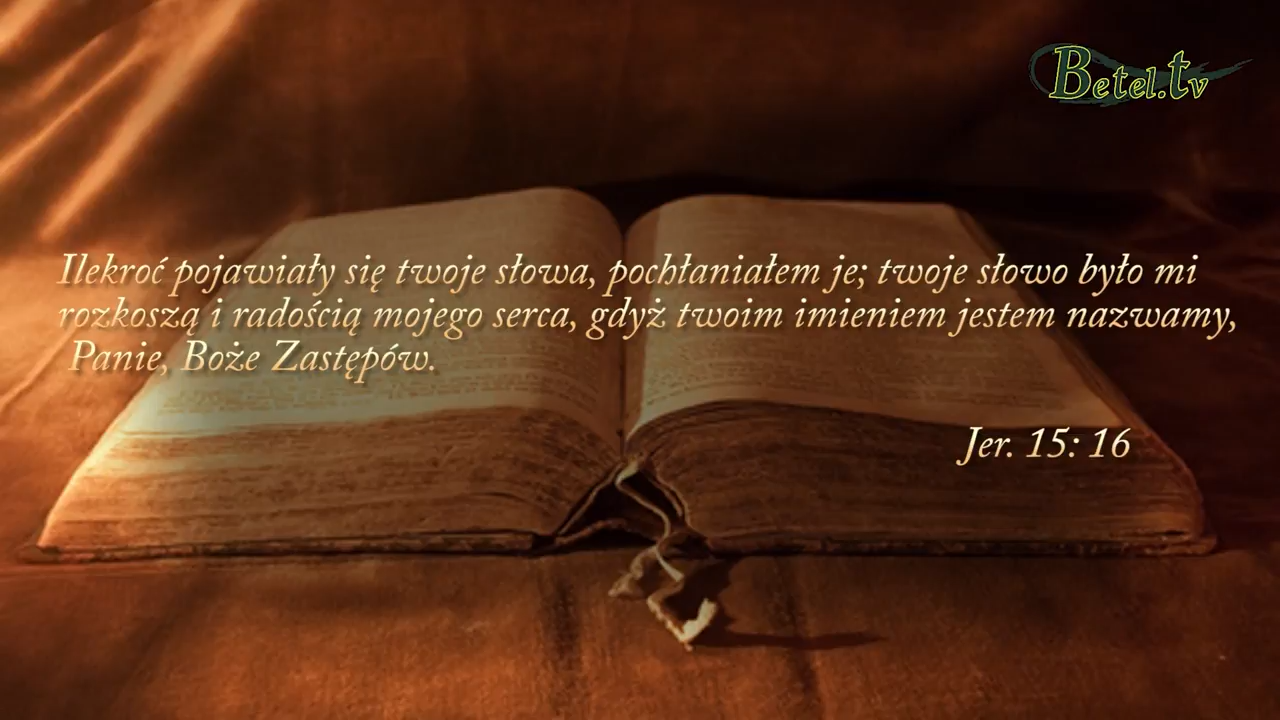 Betel.tv
Ilekroć pojawiały się twoje słowa, pochłaniałem je; twoje słowo było mi
rozkoszą i radością mojego serca, gdyż twoim imieniem jestem nazwamy,
Panie, Boże Zastępów.
Jer. 15: 16